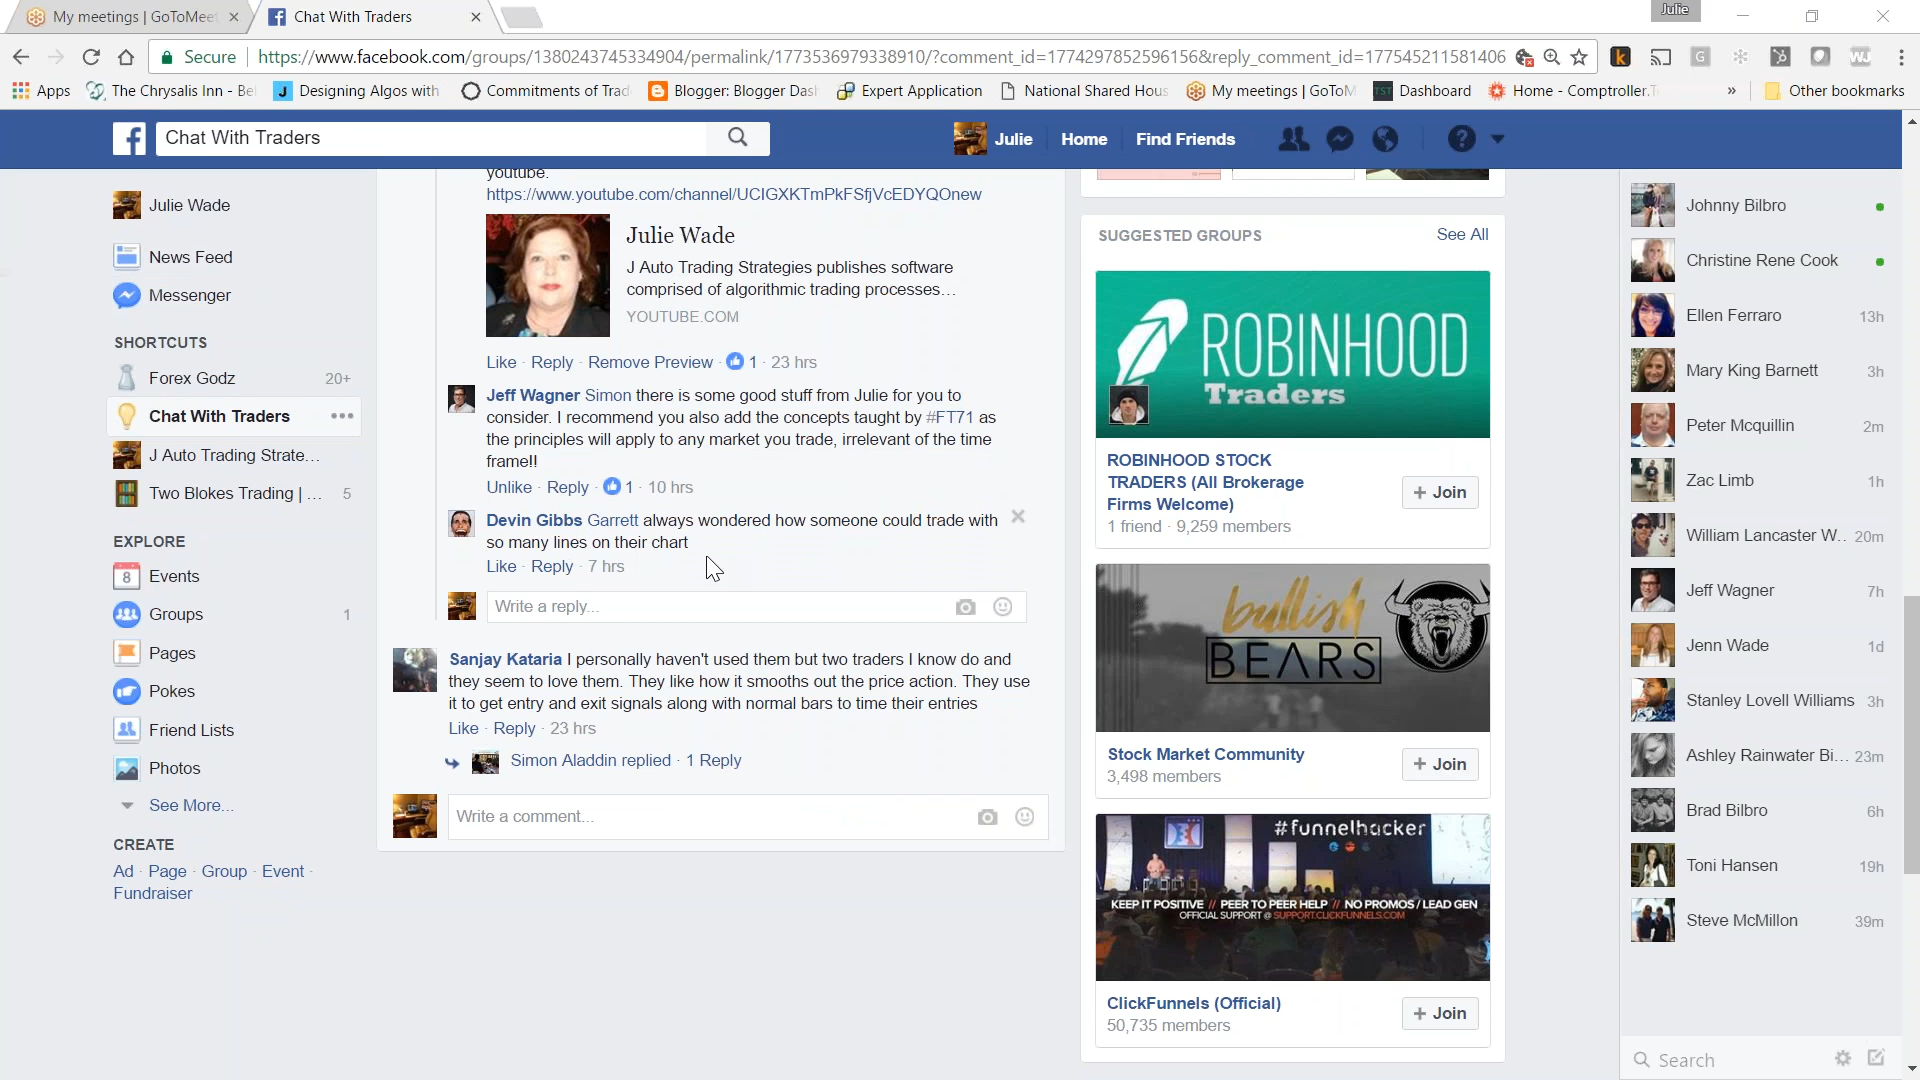 My meetings | GoToMeet
Chat With Traders
Julie
Secure
https://www.facebook.com/groups/1380243745334904/permalink/1773536979338910/?comment_id=1774297852596156&reply_comment_id=177545211581406
Apps
The Chrysalis Inn - Bel
Designing Algos with
Commitments of Trad
Blogger: Blogger Dash
Expert Application
National Shared Hous
My meetings | GoToM
TST
Dashboard
Home - Comptroller.T
»
Other bookmarks
Chat With Traders
Julie
Home
Find Friends
Julie Wade
News Feed
Messenger
SHORTCUTS
Forex Godz 20+
Chat With Traders
J Auto Trading Strate...
Two Blokes Trading | ... 5
EXPLORE
8 Events
Groups 1
Pages
Pokes
Friend Lists
Photos
See More...
CREATE
Ad · Page · Group · Event ·
Fundraiser
youtube.
https://www.youtube.com/channel/UCIGXKTmPkFSfjVcEDYQOnew
Julie Wade
J Auto Trading Strategies publishes software
comprised of algorithmic trading processes...
YOUTUBE.COM
Like · Reply · Remove Preview · 1 · 23 hrs
Jeff Wagner Simon there is some good stuff from Julie for you to
consider. I recommend you also add the concepts taught by #FT71 as
the principles will apply to any market you trade, irrelevant of the time
frame!!
Unlike · Reply · 1 · 10 hrs
Devin Gibbs Garrett always wondered how someone could trade with
so many lines on their chart
Like · Reply · 7 hrs
Write a reply...
Sanjay Kataria I personally haven't used them but two traders I know do and
they seem to love them. They like how it smooths out the price action. They use
it to get entry and exit signals along with normal bars to time their entries
Like · Reply · 23 hrs
Simon Aladdin replied · 1 Reply
Write a comment...
SUGGESTED GROUPS
See All
ROBINHOOD
Traders
ROBINHOOD STOCK
TRADERS (All Brokerage
Firms Welcome)
1 friend · 9,259 members
+ Join
bullish
BEARS
Stock Market Community
3,498 members
+ Join
#funnelhacker
KEEP IT POSITIVE // PEER TO PEER HELP // NO PROMOS / LEAD GEN
OFFICIAL SUPPORT @ SUPPORT.CLICKFUNNELS.COM
ClickFunnels (Official)
50,735 members
+ Join
Johnny Bilbro
Christine Rene Cook
Ellen Ferraro 13h
Mary King Barnett 3h
Peter Mcquillin 2m
Zac Limb 1h
William Lancaster W... 20m
Jeff Wagner 7h
Jenn Wade 1d
Stanley Lovell Williams 3h
Ashley Rainwater Bi... 23m
Brad Bilbro 6h
Toni Hansen 19h
Steve McMillon 39m
Search